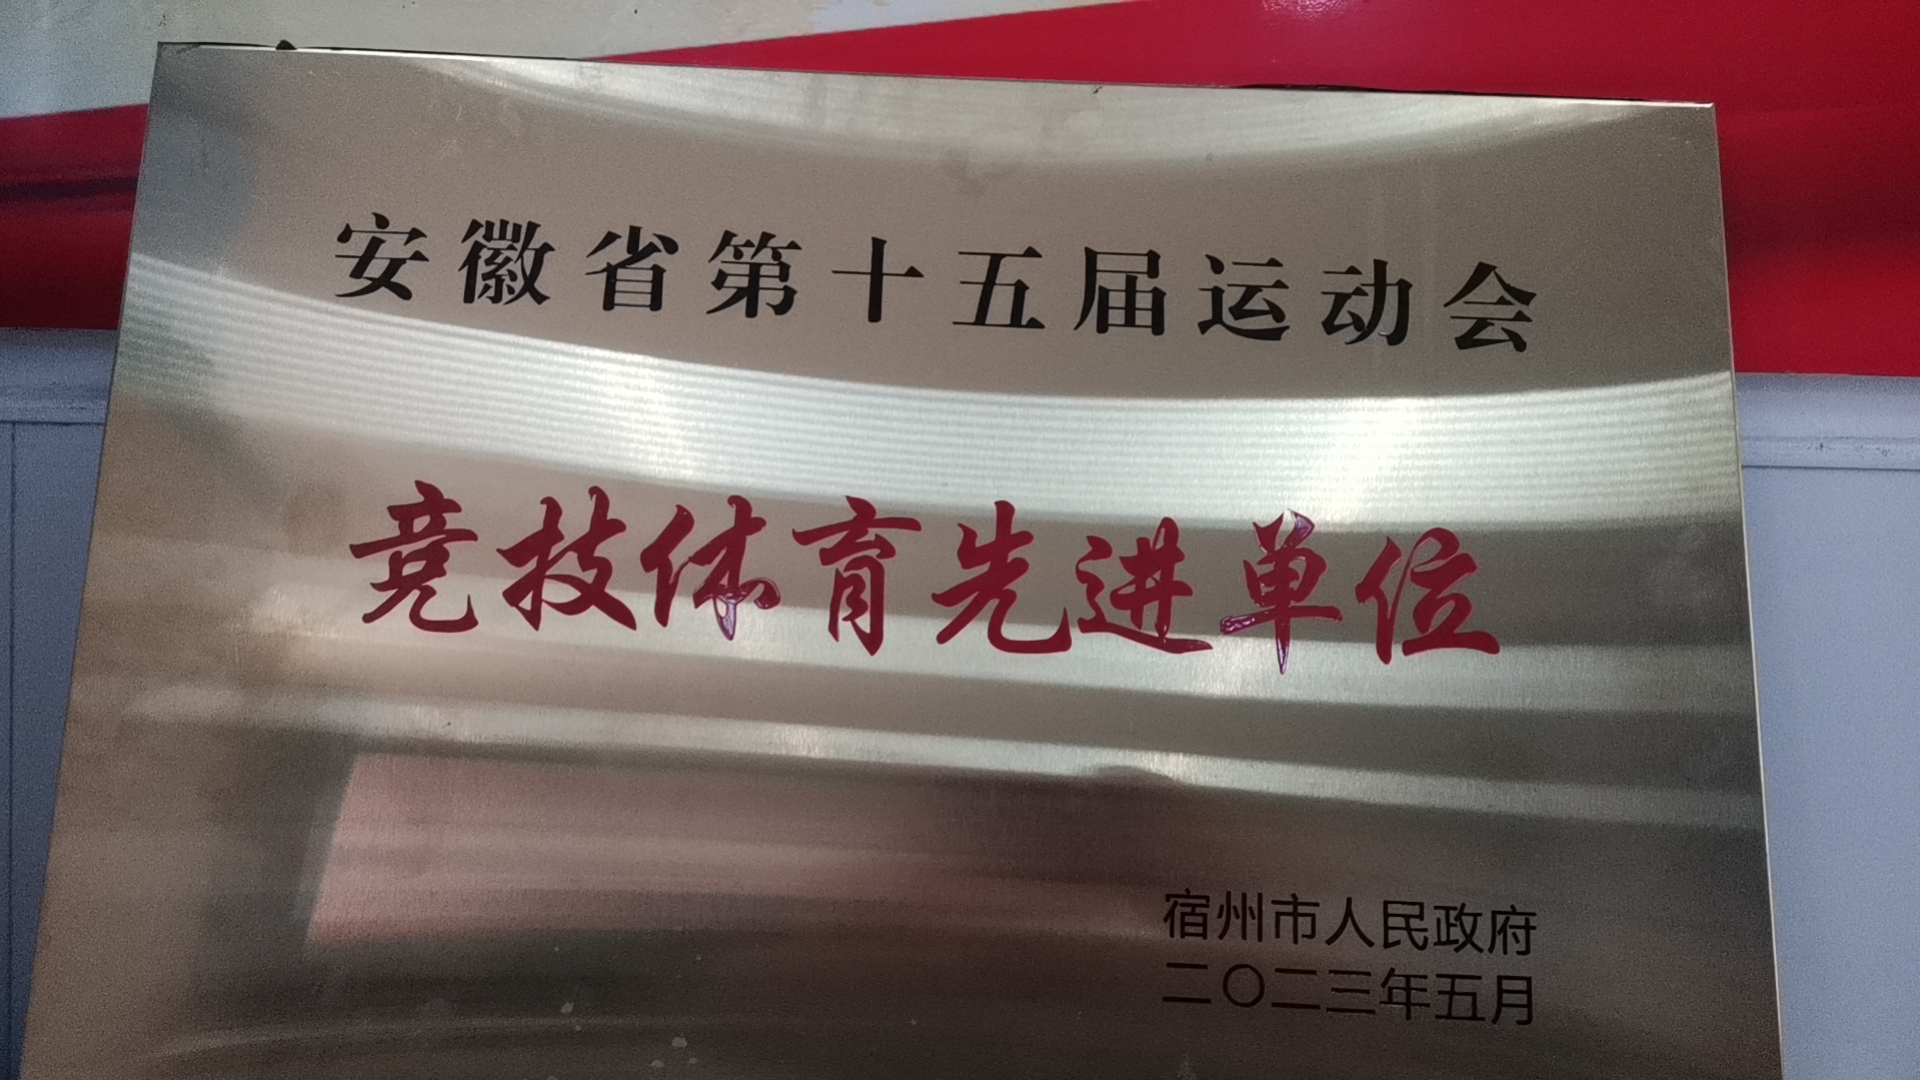 安徽省第十五届运动会
竞技体育先进单位
宿州市人民政府
二〇二三年五月